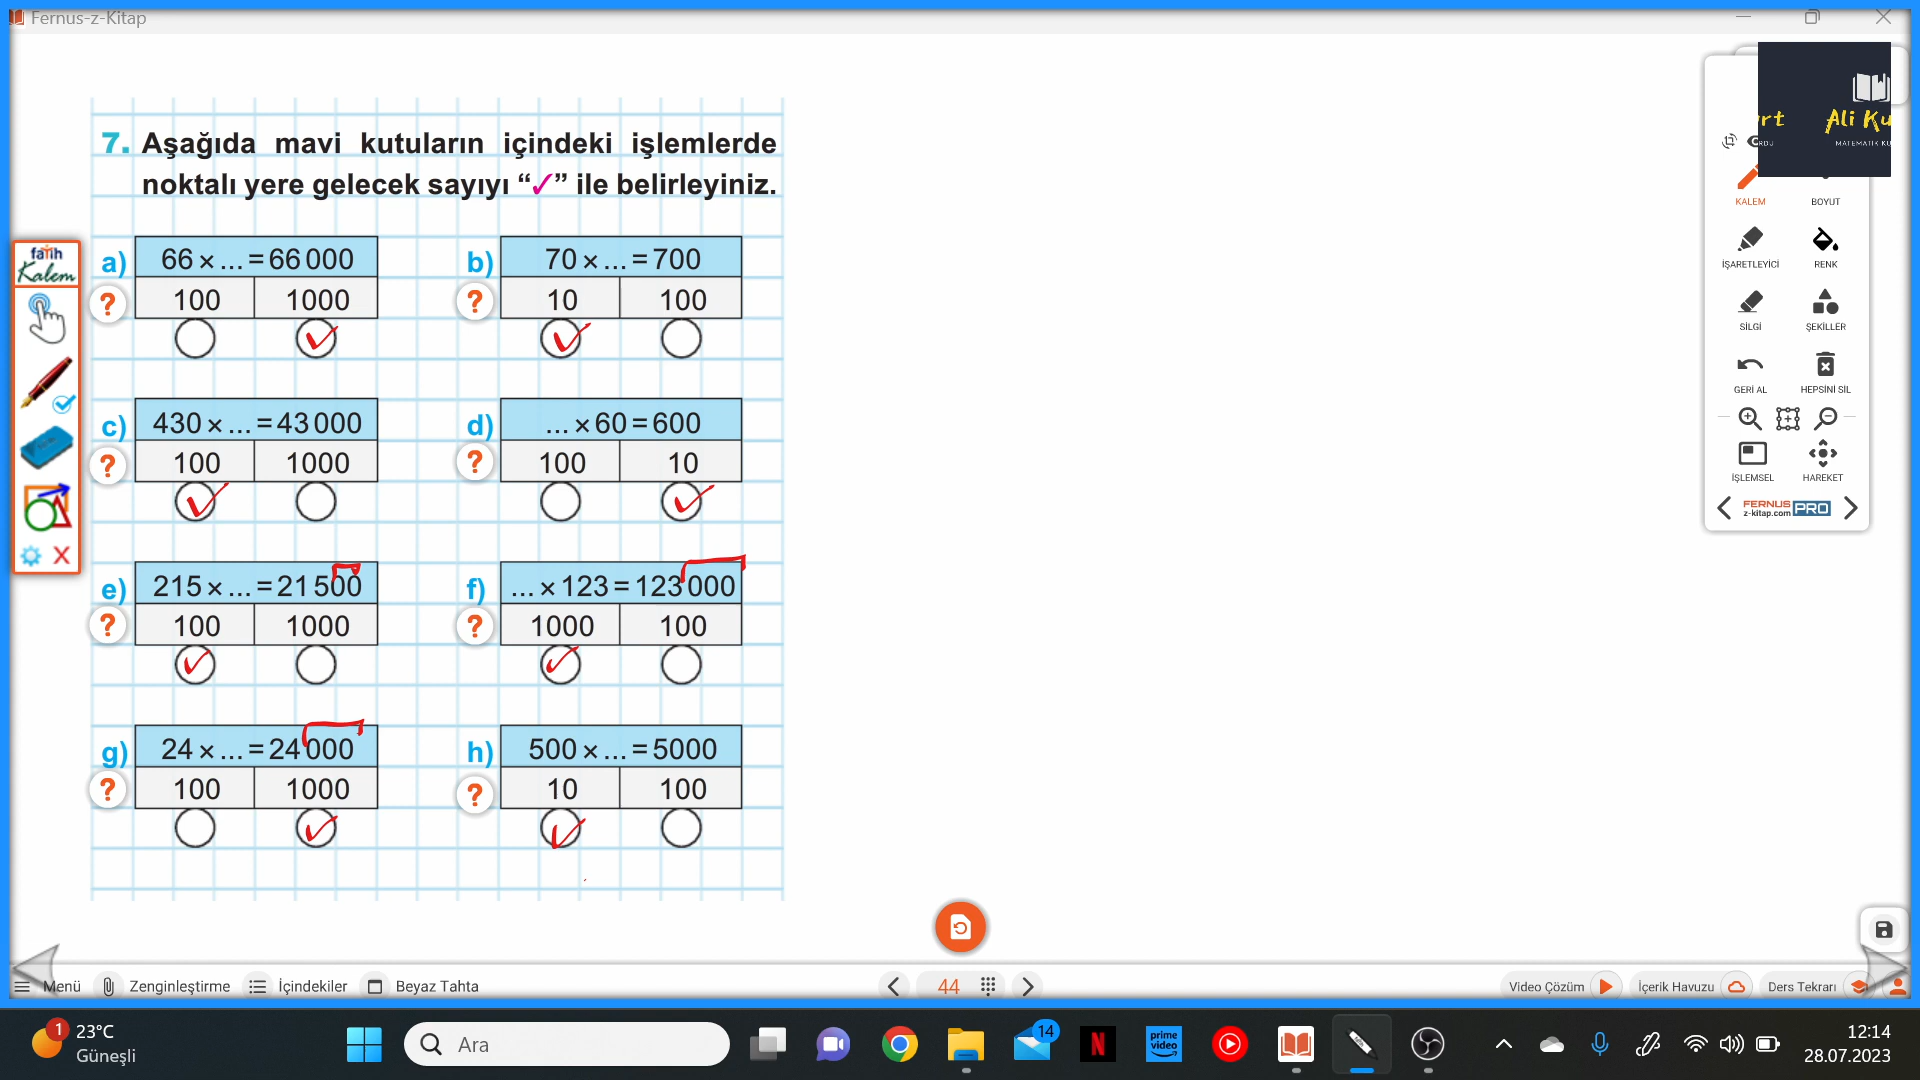 Fernus-z-Kitap
7. Aşağıda mavi kutuların içindeki işlemlerde
noktalı yere gelecek sayıyı “✓” ile belirleyiniz.
a) 66 × ... = 66 000
? 100 1000
b) 70 × ... = 700
? 10 100
c) 430 × ... = 43 000
? 100 1000
d) ... × 60 = 600
? 100 10
e) 215 × ... = 21 500
? 100 1000
f) ... × 123 = 123 000
? 1000 100
g) 24 × ... = 24 000
? 100 1000
h) 500 × ... = 5000
? 10 100
fatih
Kalem
Ali Ku
MATEMATİK KU
KALEM BOYUT
İŞARETLEYİCİ RENK
SİLGİ ŞEKİLLER
GERİ AL HEPSİNİ SİL
İŞLEMSEL HAREKET
FERNUS PRO
z-kitap.com
Menü Zenginleştirme İçindekiler Beyaz Tahta 44 Video Çözüm İçerik Havuzu Ders Tekrarı
1 23°C
Güneşli
Ara
14
N
prime
video
12:14
28.07.2023